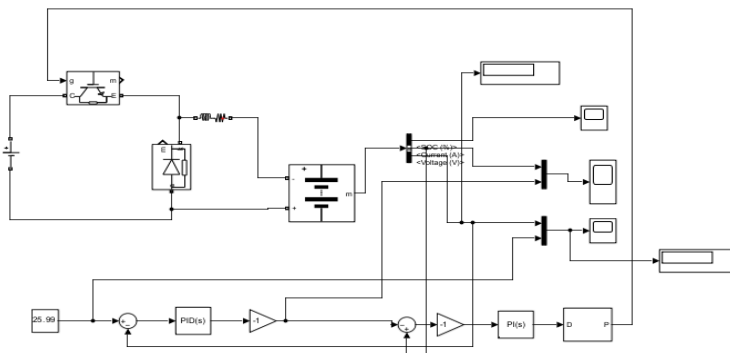 g
m
C
E
E
+
+
-
+
m
<SOC (%)>
<Current (A)>
<Voltage (V)>
25.99
PID(s)
-1
-1
PI(s)
D
P